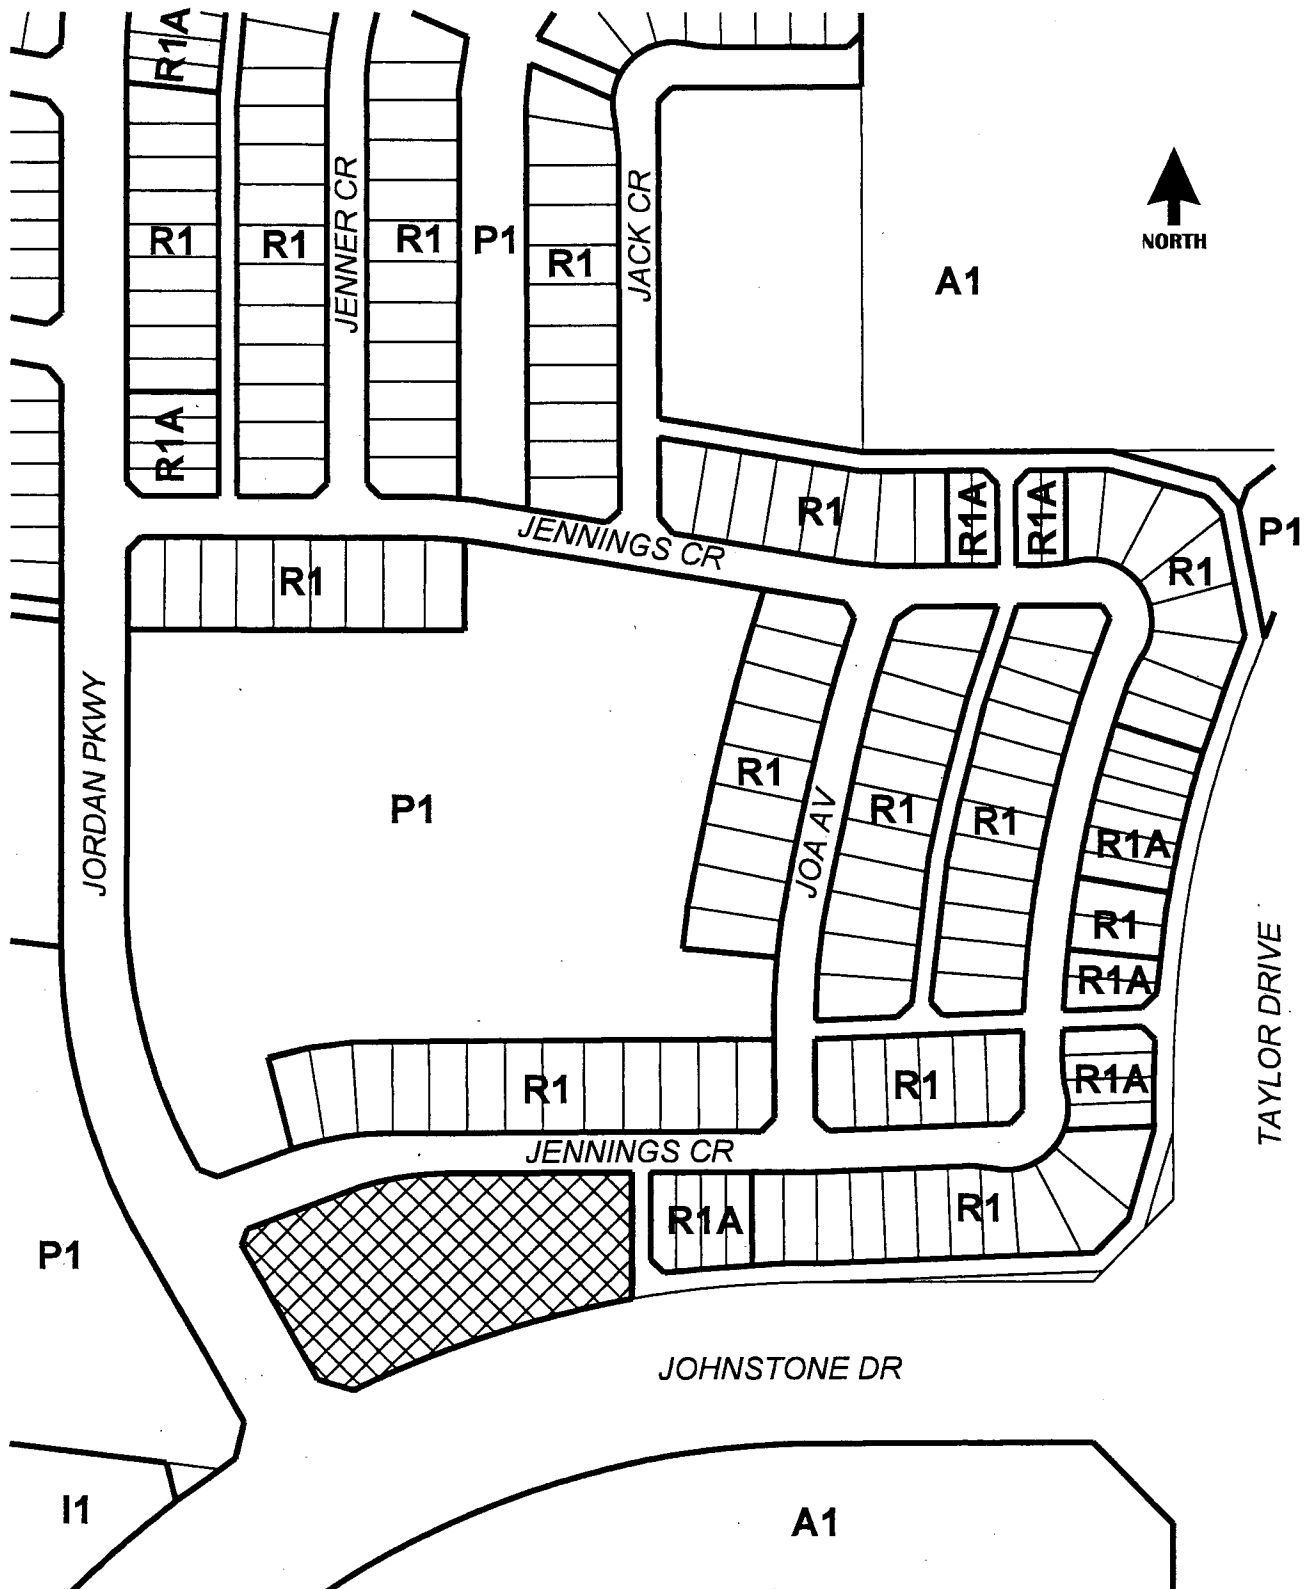 R1A
JENNER CR
JACK CR
NORTH
R1
R1
R1
P1
R1
A1
R1A
R1
R1A
R1A
P1
JENNINGS CR
R1
R1
JORDAN PKWY
P1
R1
JOA AV
R1
R1
R1A
R1
R1A
TAYLOR DRIVE
R1
R1
R1A
JENNINGS CR
R1A
R1
P1
JOHNSTONE DR
I1
A1